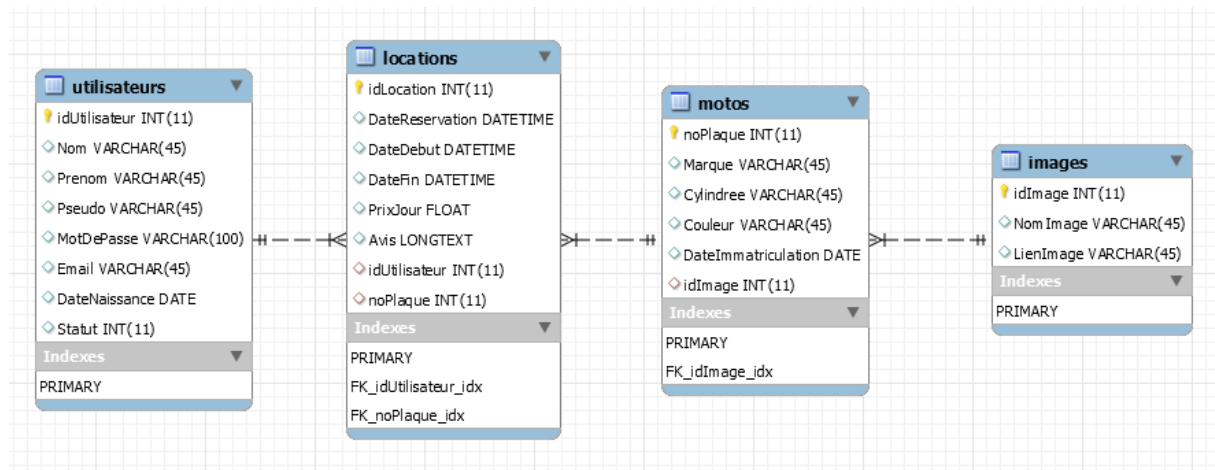 utilisateurs
idUtilisateur INT(11)
Nom VARCHAR(45)
Prenom VARCHAR(45)
Pseudo VARCHAR(45)
MotDePasse VARCHAR(100)
Email VARCHAR(45)
DateNaissance DATE
Statut INT(11)
Indexes
PRIMARY
locations
idLocation INT(11)
DateReservation DATETIME
DateDebut DATETIME
DateFin DATETIME
PrixJour FLOAT
Avis LONGTEXT
idUtilisateur INT(11)
noPlaque INT(11)
Indexes
PRIMARY
FK_idUtilisateur_idx
FK_noPlaque_idx
motos
noPlaque INT(11)
Marque VARCHAR(45)
Cylindree VARCHAR(45)
Couleur VARCHAR(45)
DateImmatriculation DATE
idImage INT(11)
Indexes
PRIMARY
FK_idImage_idx
images
idImage INT(11)
NomImage VARCHAR(45)
LienImage VARCHAR(45)
Indexes
PRIMARY